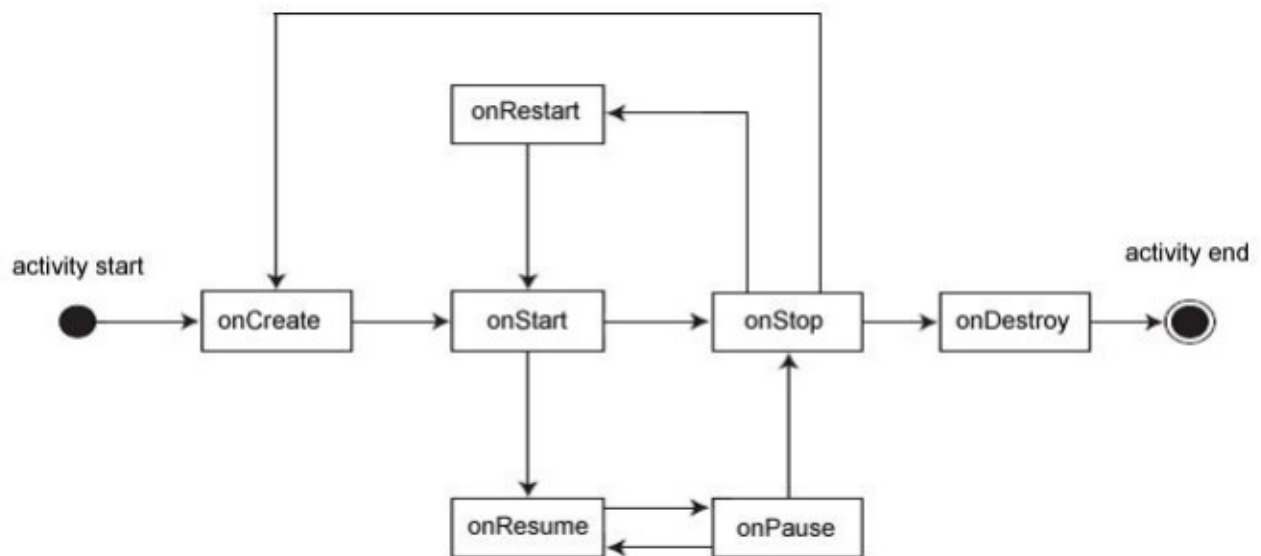 onRestart
activity start
activity end
onCreate
onStart
onStop
onDestroy
onResume
onPause